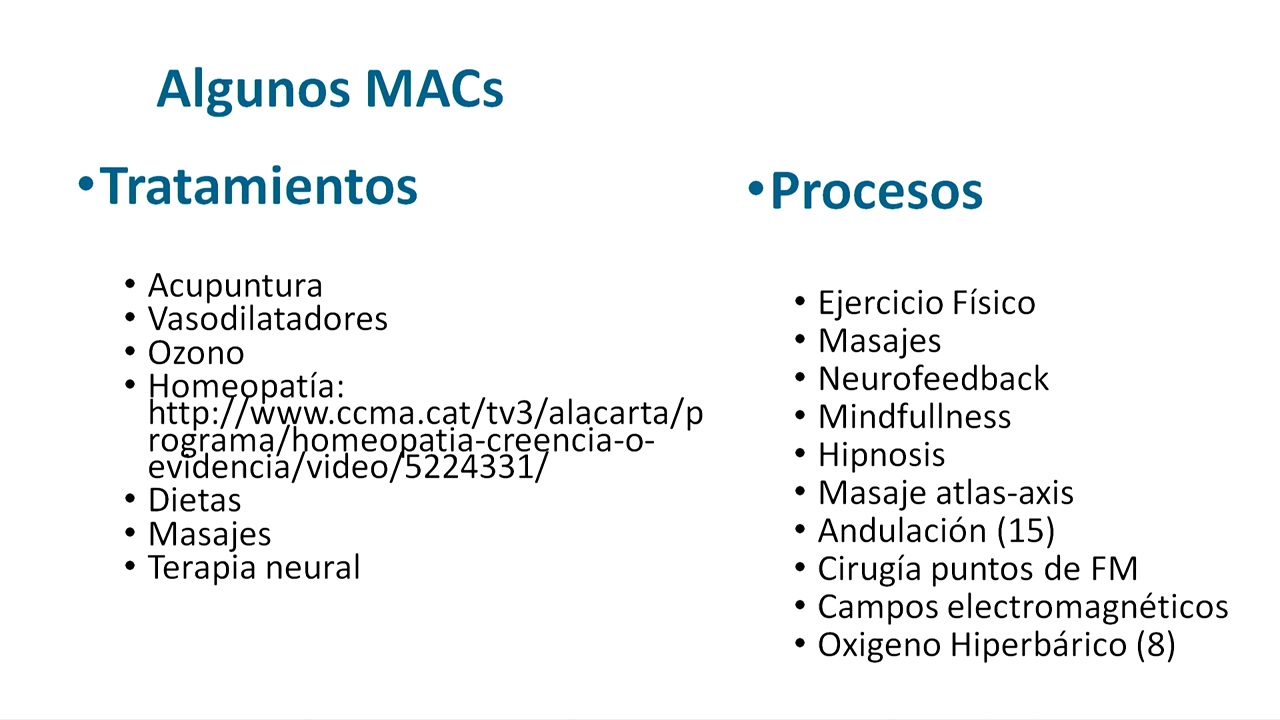 Algunos MACs
•Tratamientos
• Acupuntura
• Vasodilatadores
• Ozono
• Homeopatía:
http://www.ccma.cat/tv3/alacarta/p
rograma/homeopatia-creencia-o-
evidencia/video/5224331/
• Dietas
• Masajes
• Terapia neural
•Procesos
• Ejercicio Físico
• Masajes
• Neurofeedback
• Mindfullness
• Hipnosis
• Masaje atlas-axis
• Andulación (15)
• Cirugía puntos de FM
• Campos electromagnéticos
• Oxigeno Hiperbárico (8)